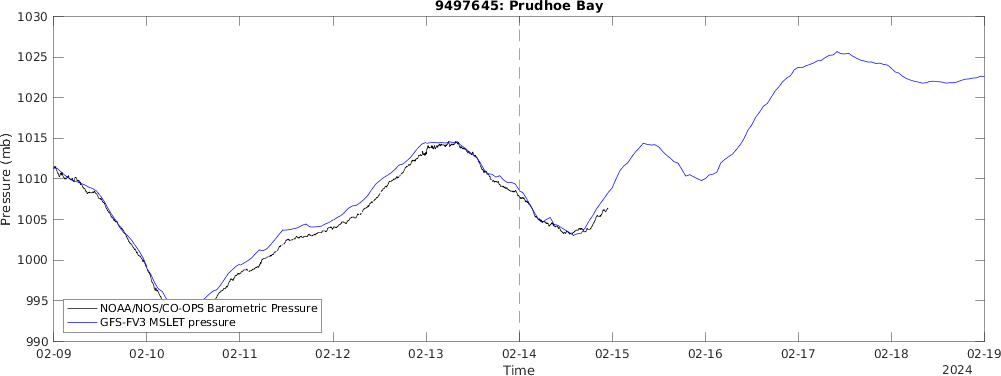 9497645: Prudhoe Bay
1030
1025
1020
1015
1010
1005
1000
995
990
Pressure (mb)
NOAA/NOS/CO-OPS Barometric Pressure
GFS-FV3 MSLET pressure
02-09 02-10 02-11 02-12 02-13 02-14 02-15 02-16 02-17 02-18 02-19
Time
2024